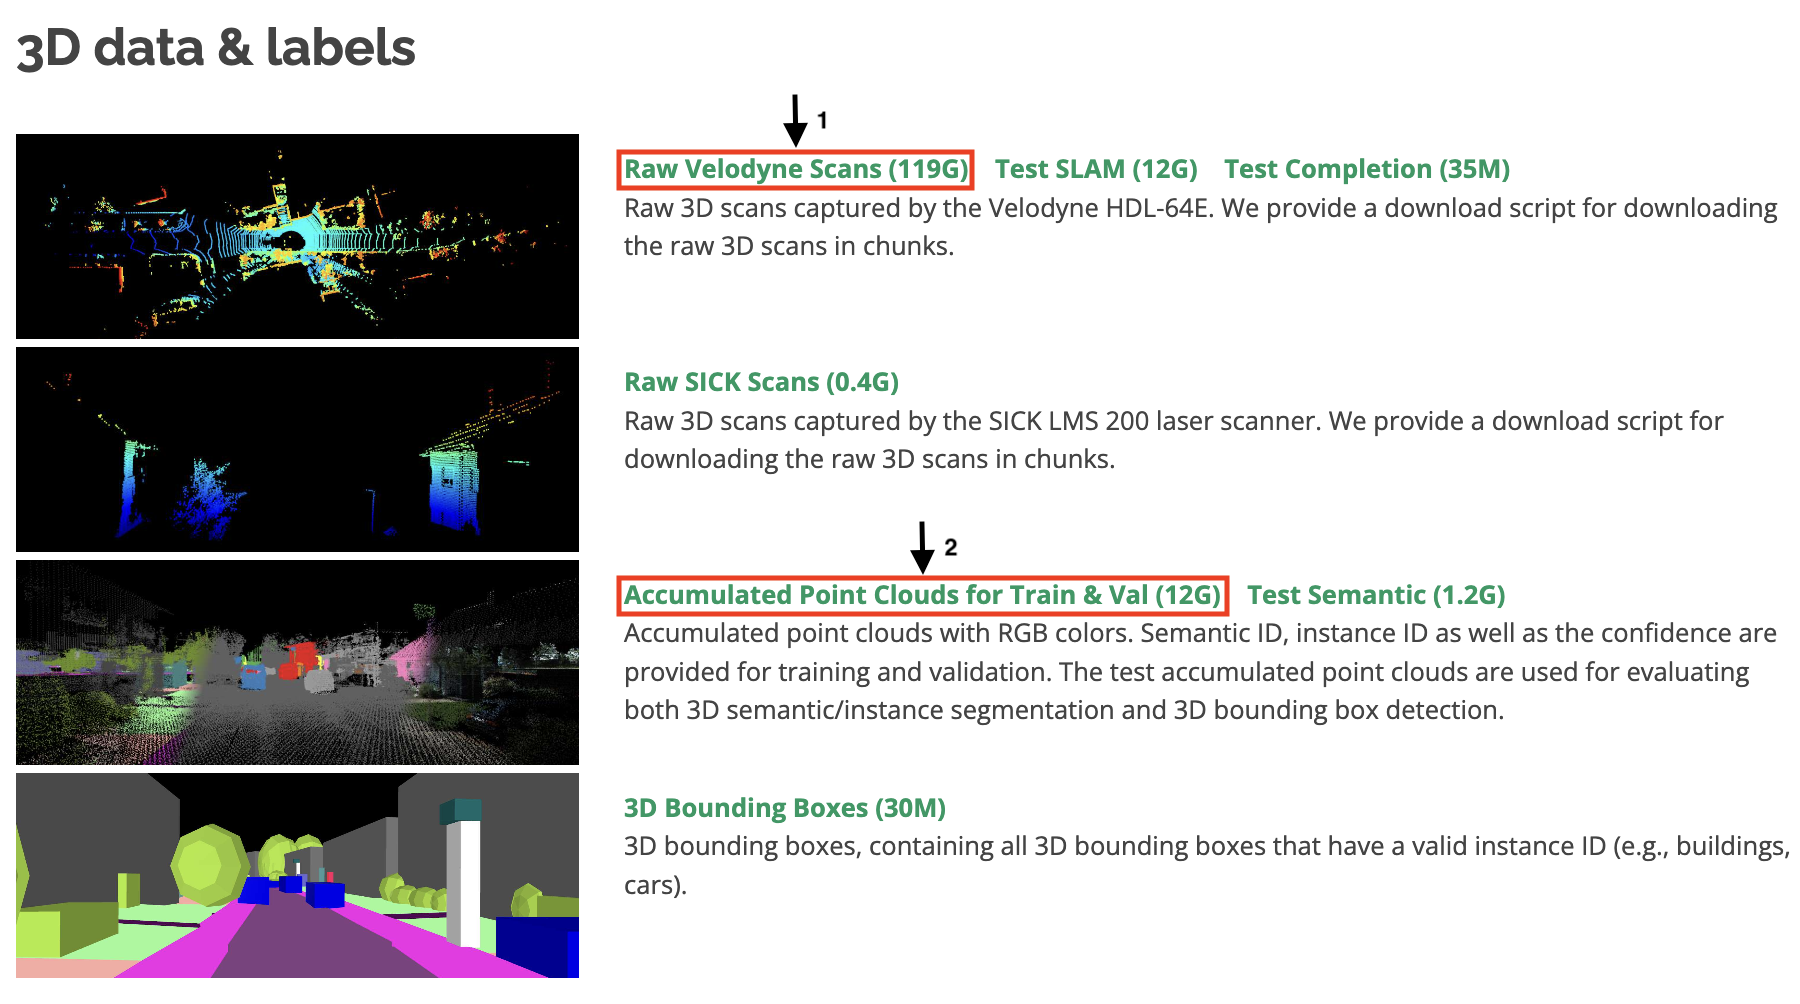 3D data & labels
1
Raw Velodyne Scans (119G) Test SLAM (12G) Test Completion (35M)
Raw 3D scans captured by the Velodyne HDL-64E. We provide a download script for downloading
the raw 3D scans in chunks.
Raw SICK Scans (0.4G)
Raw 3D scans captured by the SICK LMS 200 laser scanner. We provide a download script for
downloading the raw 3D scans in chunks.
2
Accumulated Point Clouds for Train & Val (12G) Test Semantic (1.2G)
Accumulated point clouds with RGB colors. Semantic ID, instance ID as well as the confidence are
provided for training and validation. The test accumulated point clouds are used for evaluating
both 3D semantic/instance segmentation and 3D bounding box detection.
3D Bounding Boxes (30M)
3D bounding boxes, containing all 3D bounding boxes that have a valid instance ID (e.g., buildings,
cars).